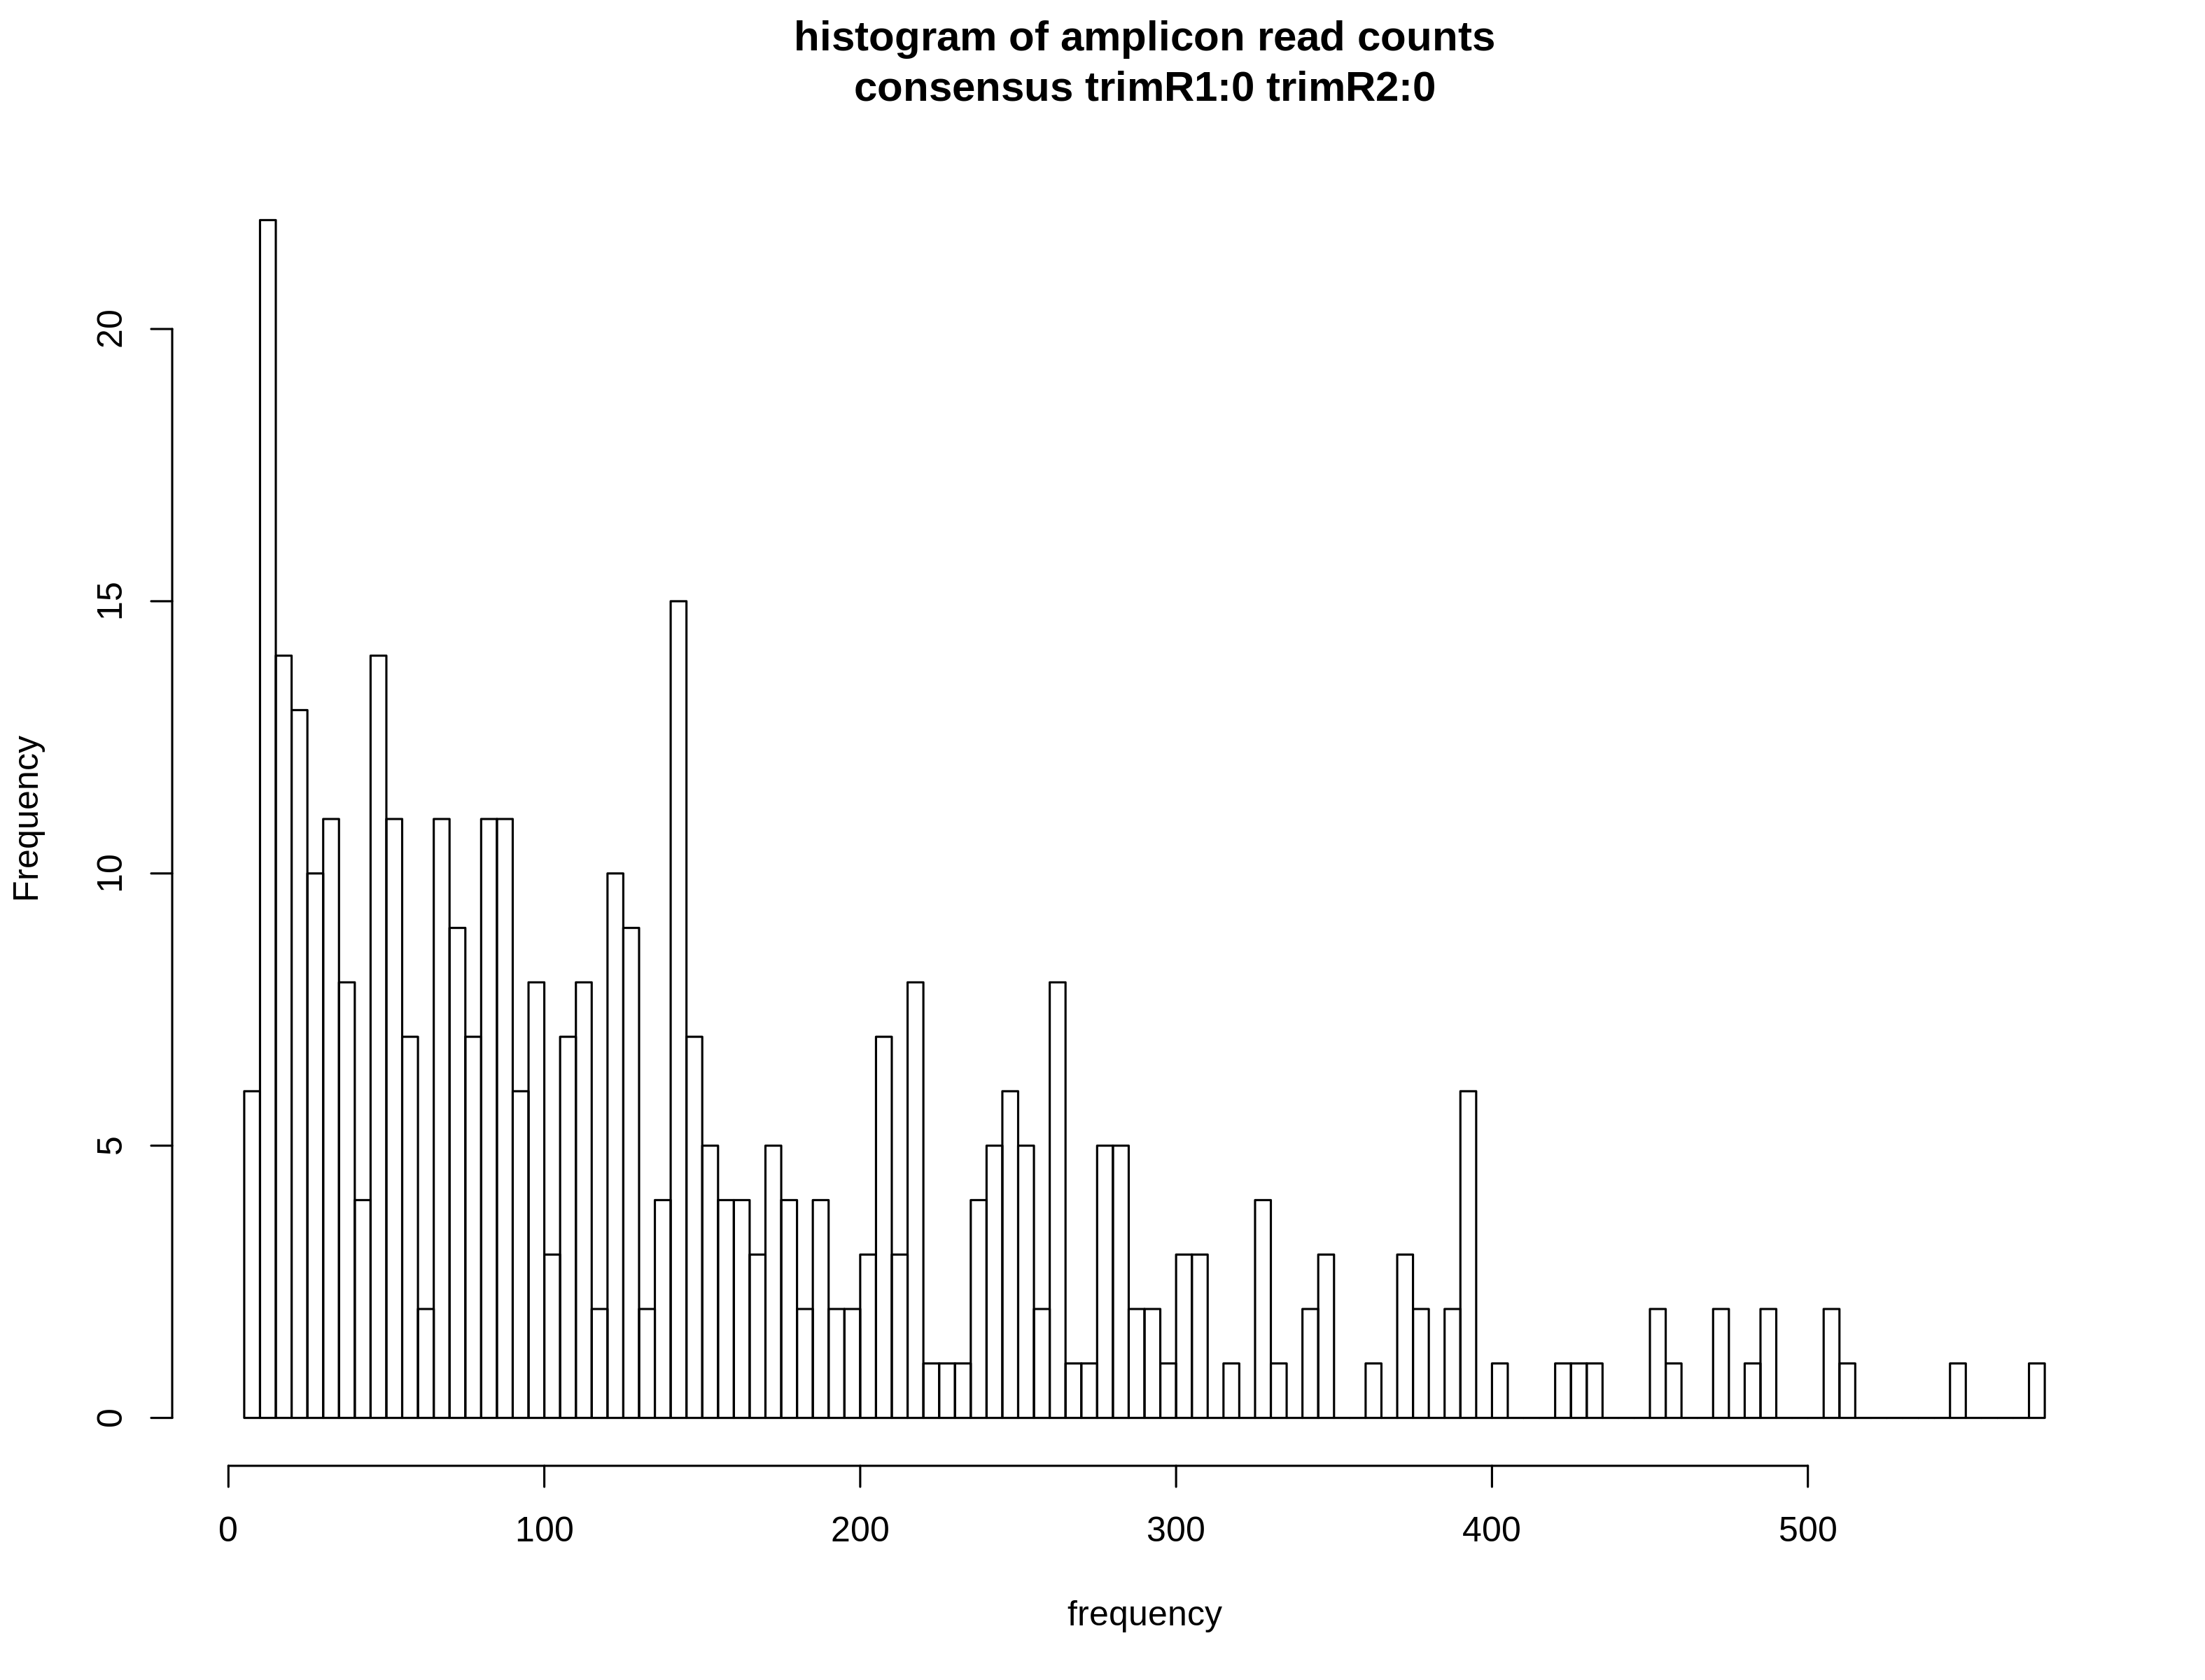 histogram of amplicon read counts
consensus trimR1:0 trimR2:0
Frequency
20
15
10
5
0
0 100 200 300 400 500
frequency